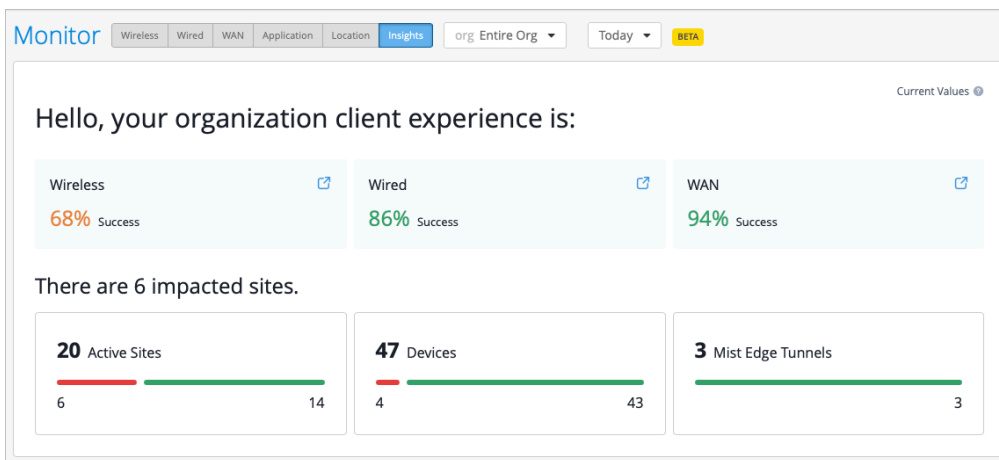 Monitor Wireless Wired WAN Application Location Insights org Entire Org Today BETA
Current Values ?
Hello, your organization client experience is:
Wireless Wired WAN
68% Success 86% Success 94% Success
There are 6 impacted sites.
20 Active Sites 47 Devices 3 Mist Edge Tunnels
6 14 4 43 3